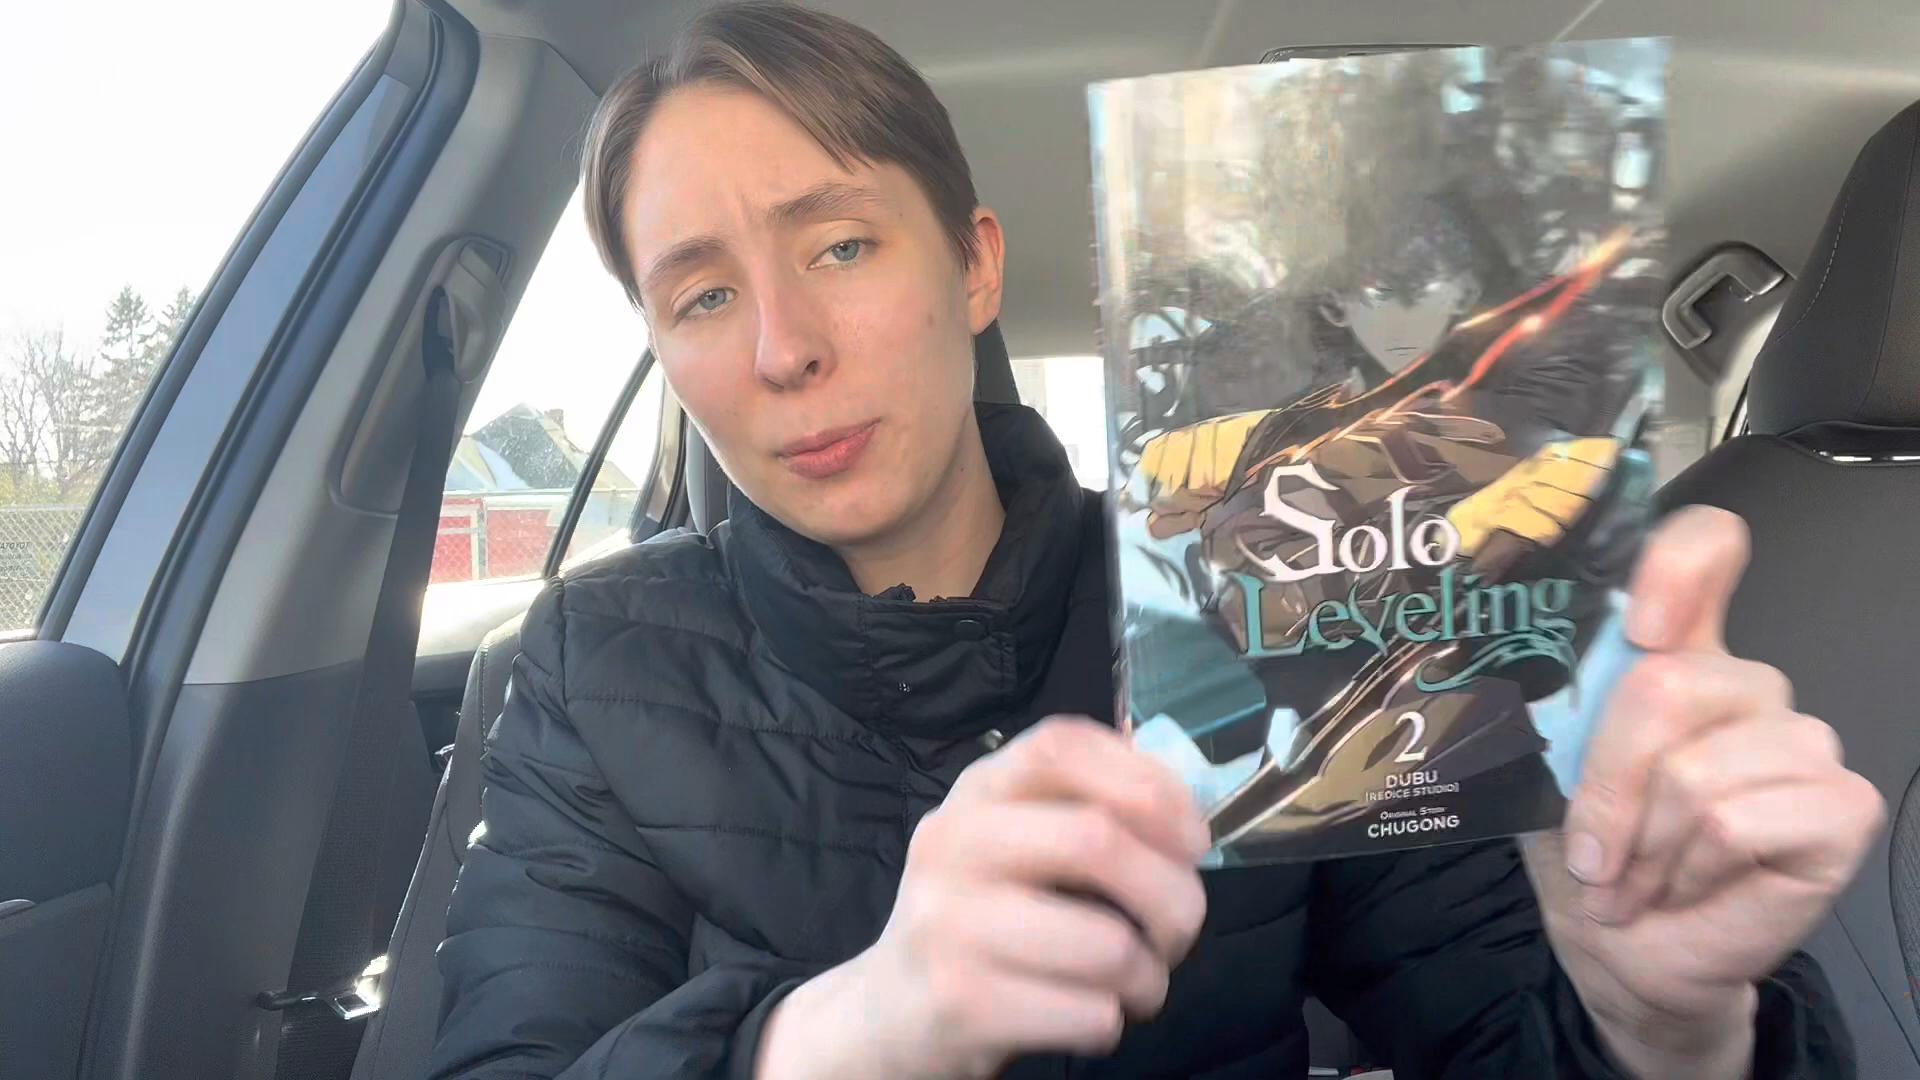 Solo
Leveling
2
DUBU
[REDICE STUDIO]
ORIGINAL STORY
CHUGONG